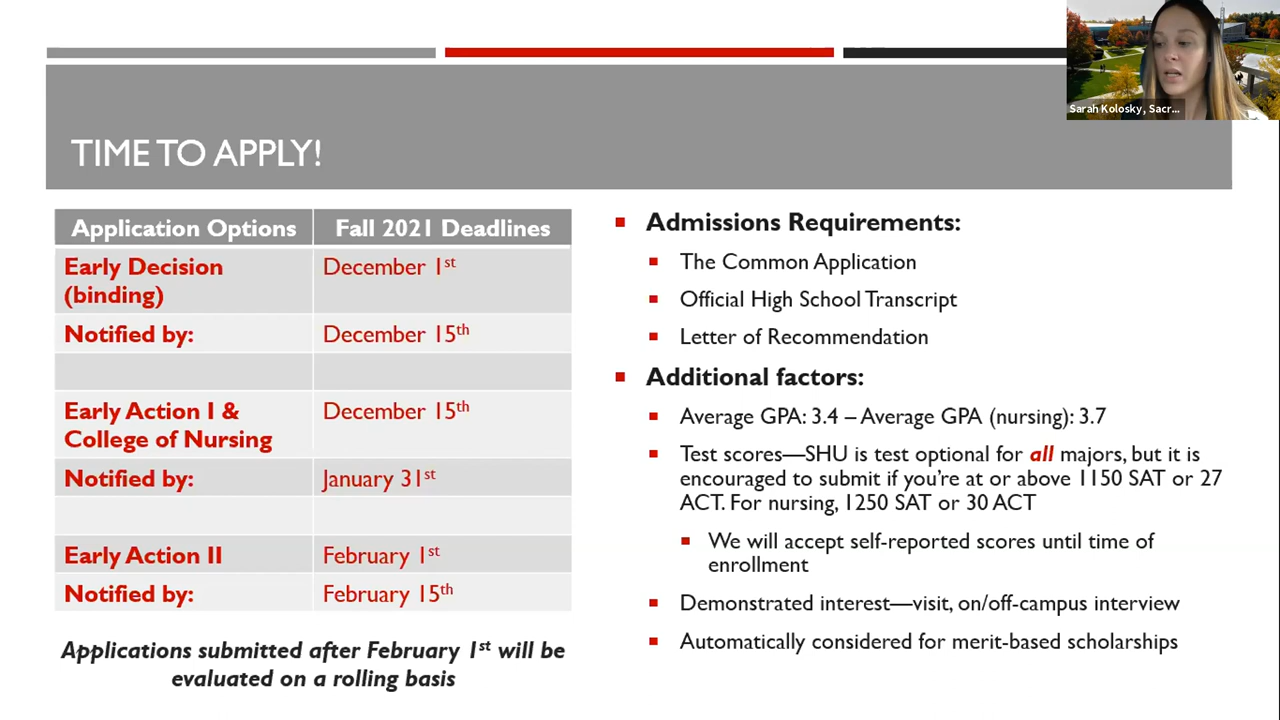 Sarah Kolosky, Sacr...
TIME TO APPLY!
Application Options Fall 2021 Deadlines
Early Decision December 1st
(binding)
Notified by: December 15th
Early Action I & December 15th
College of Nursing
Notified by: January 31st
Early Action II February 1st
Notified by: February 15th
Applications submitted after February 1st will be
evaluated on a rolling basis
Admissions Requirements:
The Common Application
Official High School Transcript
Letter of Recommendation
Additional factors:
Average GPA: 3.4 – Average GPA (nursing): 3.7
Test scores—SHU is test optional for all majors, but it is
encouraged to submit if you're at or above 1150 SAT or 27
ACT. For nursing, 1250 SAT or 30 ACT
We will accept self-reported scores until time of
enrollment
Demonstrated interest—visit, on/off-campus interview
Automatically considered for merit-based scholarships